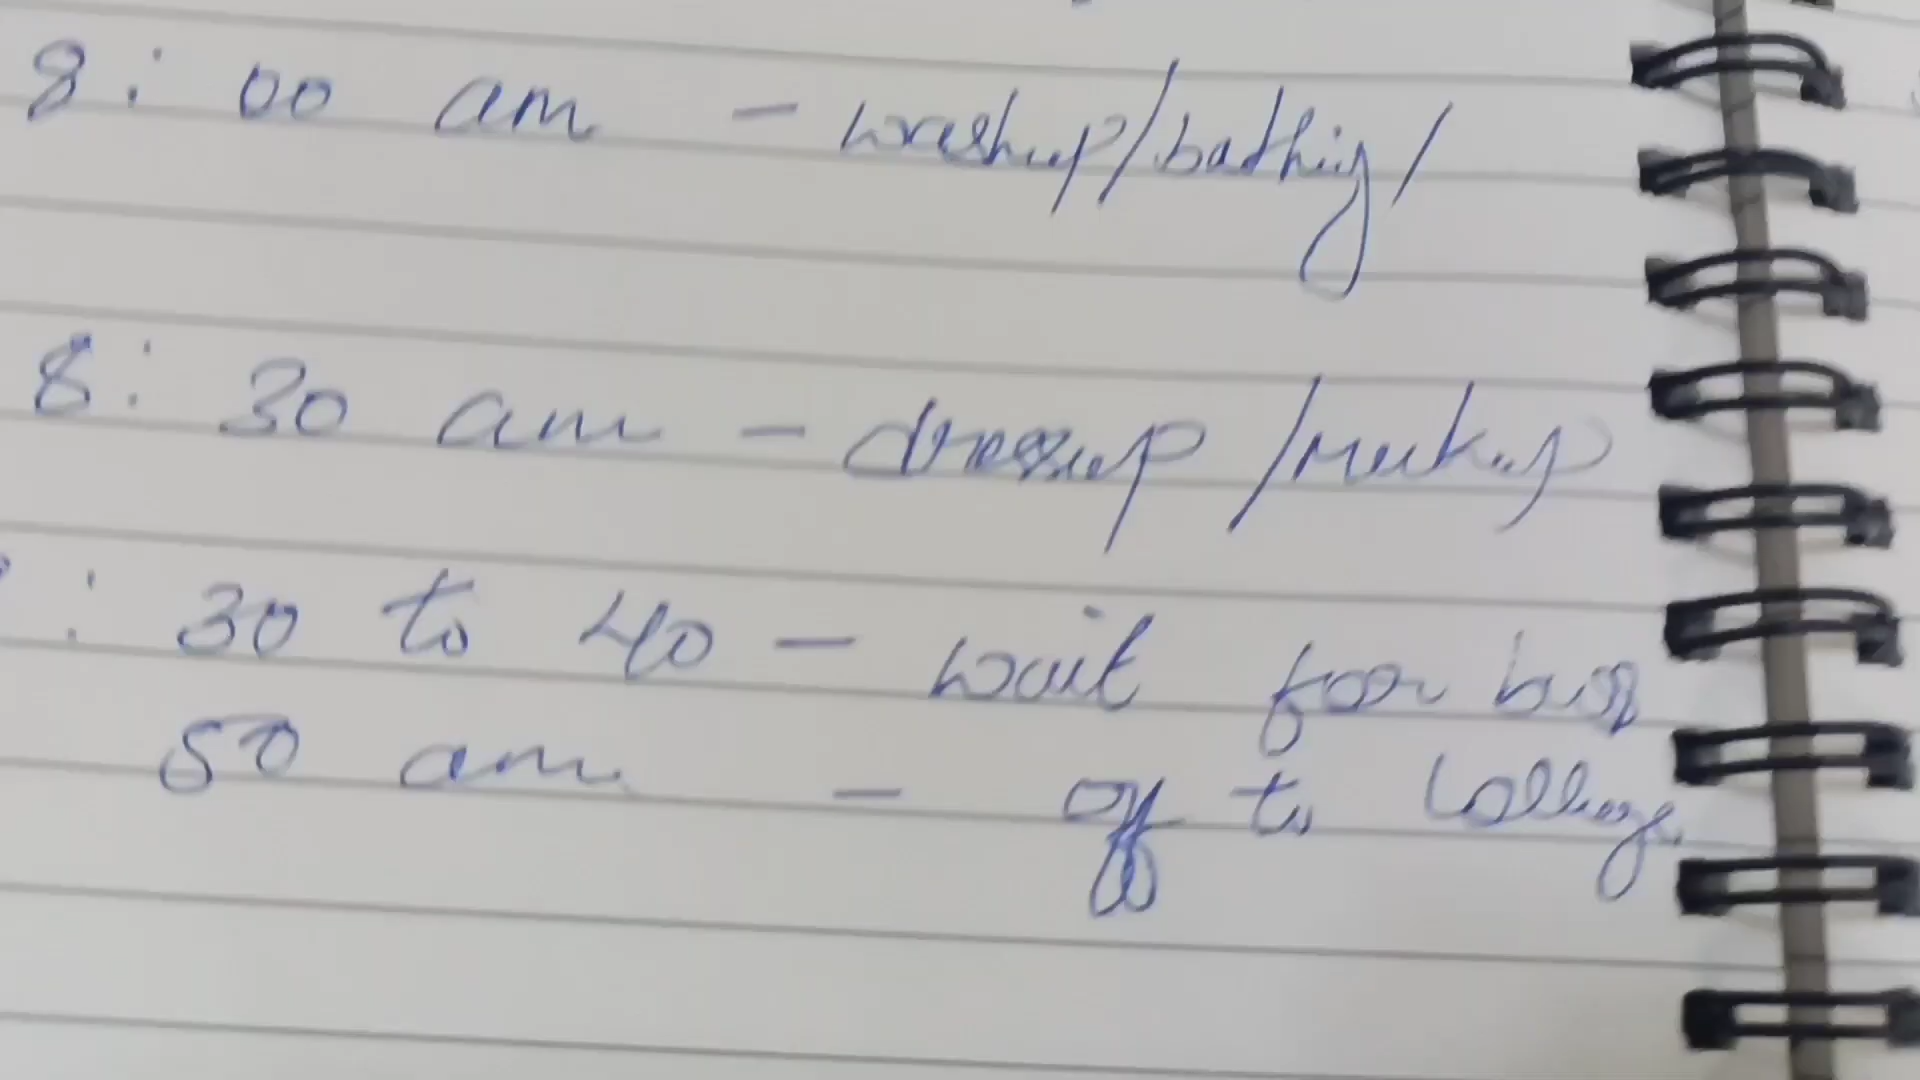 8: 00 am - washup/bathing/
8: 30 am - dressup/makup
: 30 to 40 - wait for bus
50 am - off to college